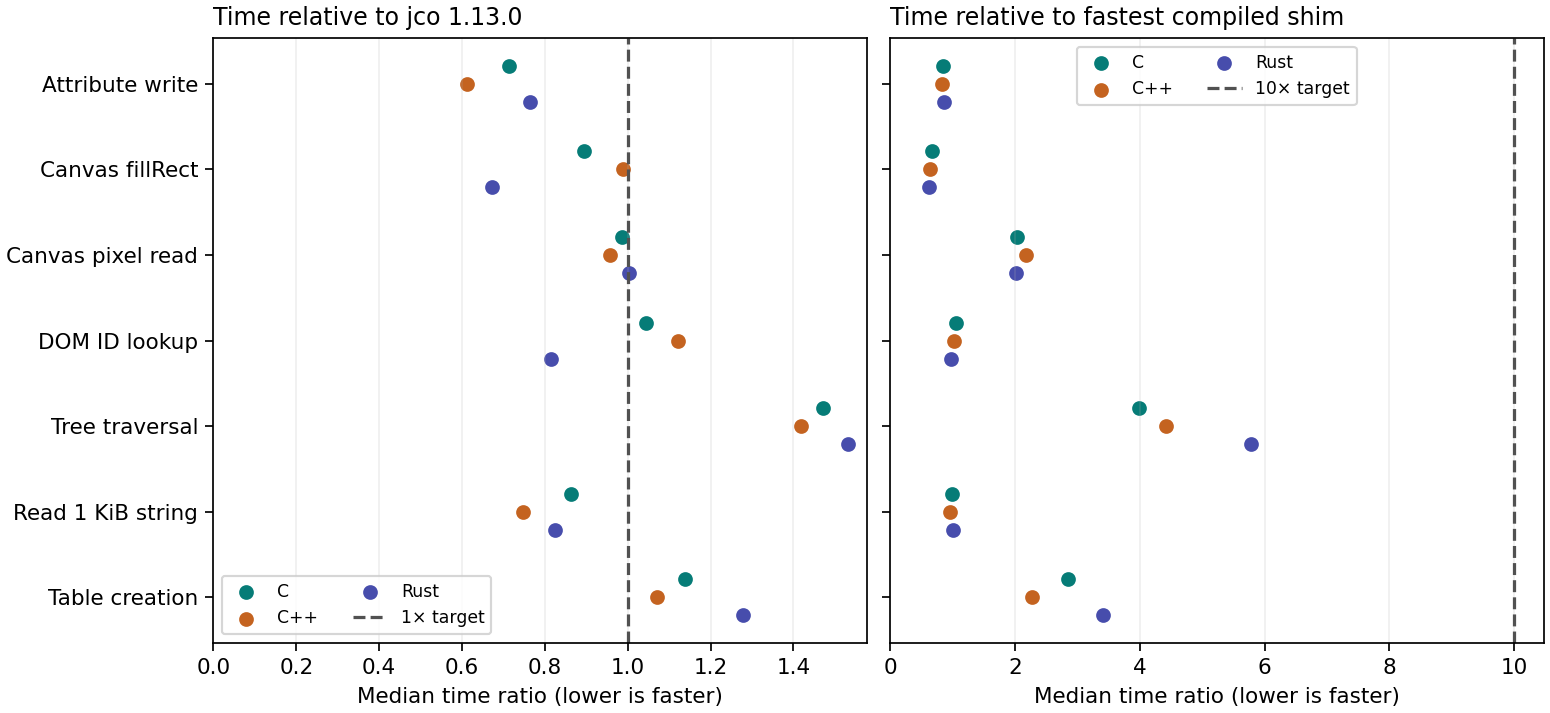 Time relative to jco 1.13.0
Time relative to fastest compiled shim
Attribute write
Canvas fillRect
Canvas pixel read
DOM ID lookup
Tree traversal
Read 1 KiB string
Table creation
C
C++
Rust
1× target
C
C++
Rust
10× target
0.0 0.2 0.4 0.6 0.8 1.0 1.2 1.4
0 2 4 6 8 10
Median time ratio (lower is faster)
Median time ratio (lower is faster)